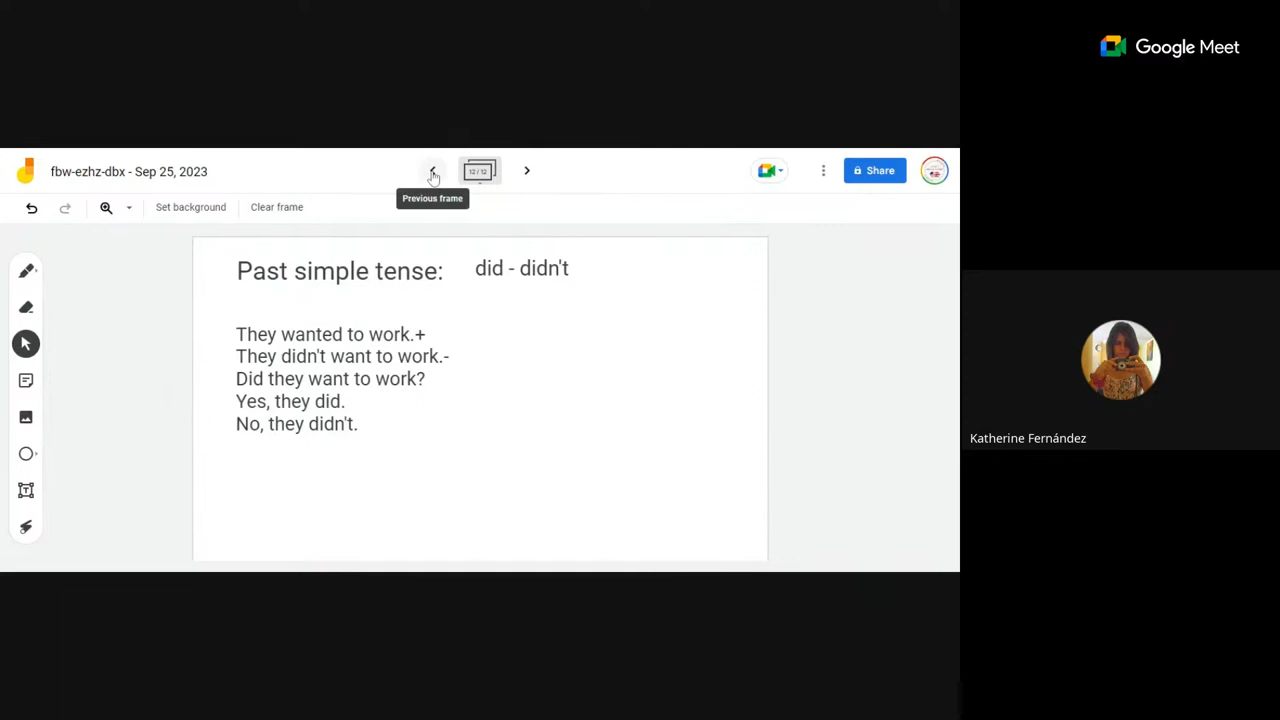 Google Meet
fbw-ezhz-dbx - Sep 25, 2023
12 / 12
Share
Previous frame
Set background
Clear frame
Past simple tense:
did - didn't
They wanted to work.+
They didn't want to work.-
Did they want to work?
Yes, they did.
No, they didn't.
Katherine Fernández